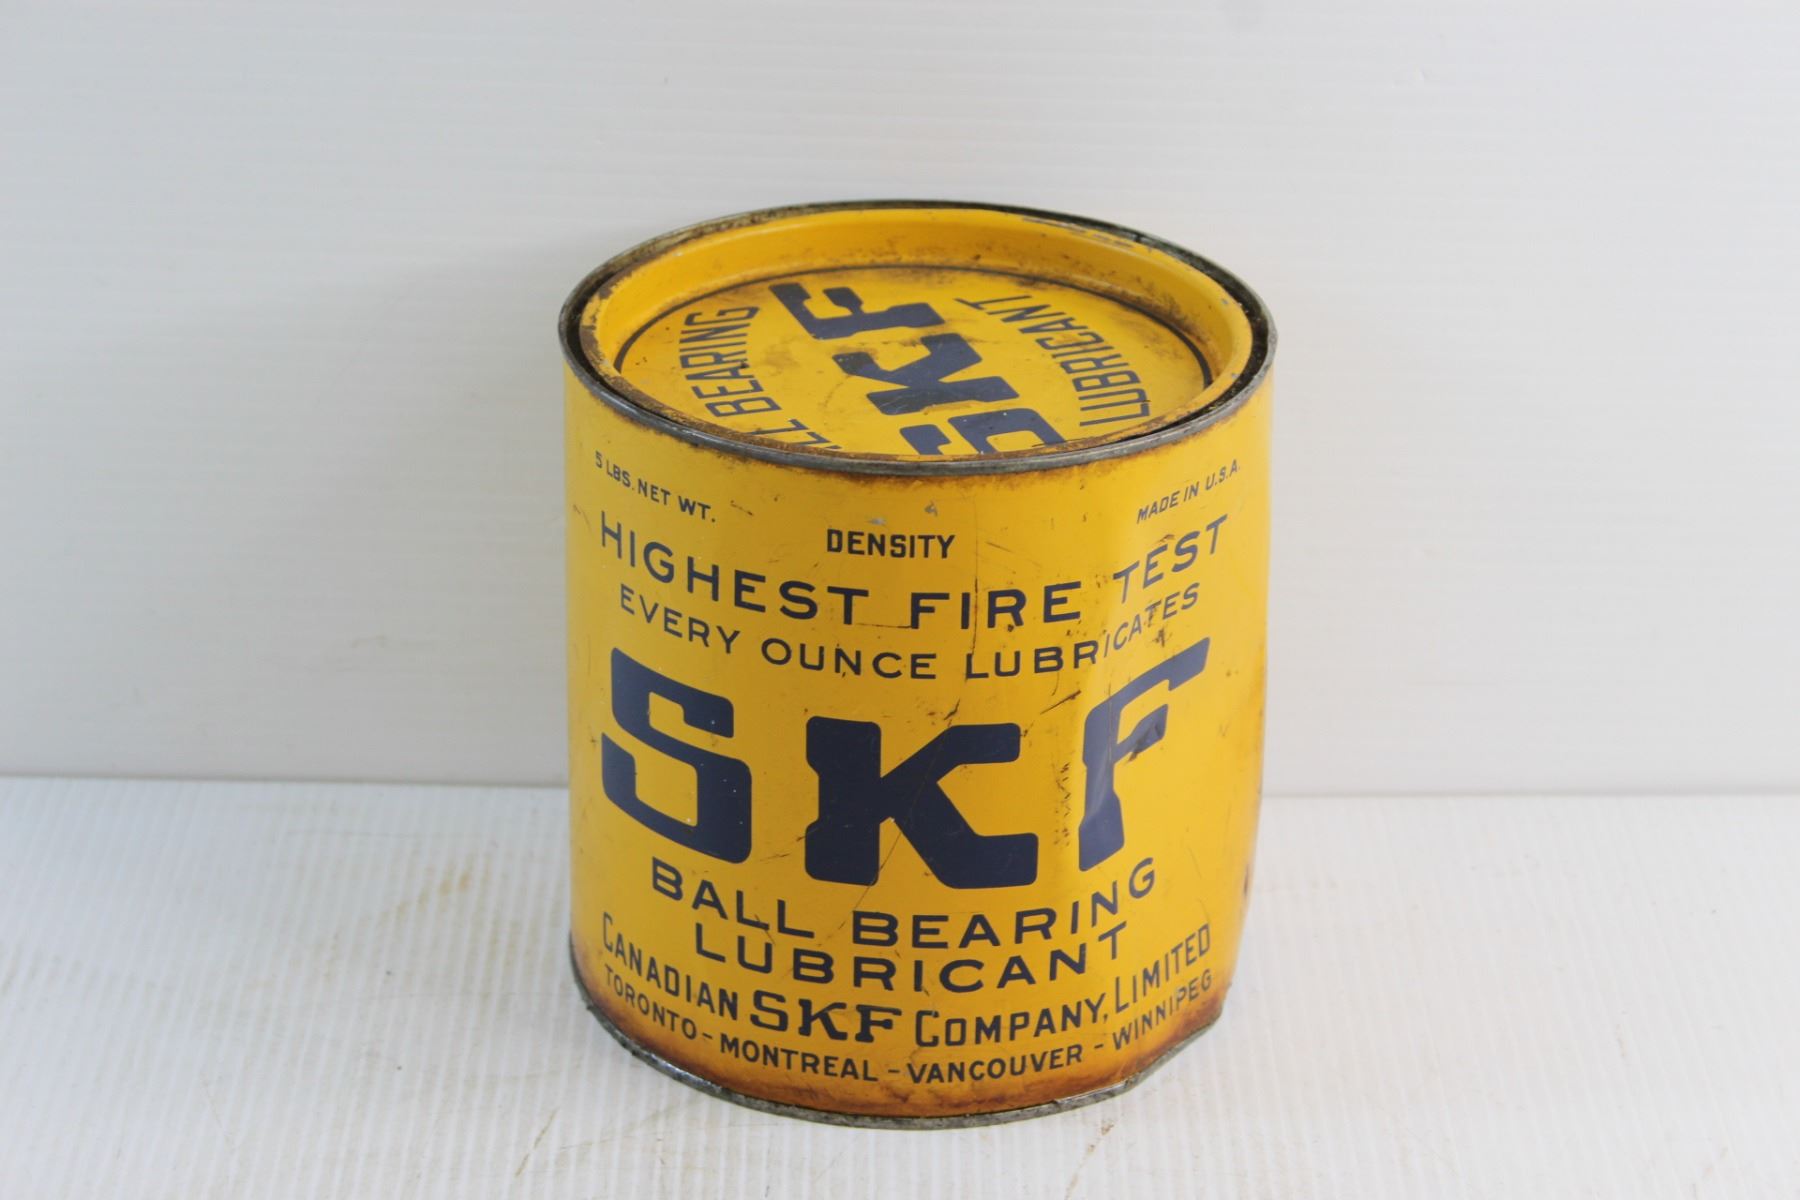 SKF
BEARING
LUBRICANT
5 LBS. NET WT.
MADE IN U.S.A.
DENSITY
HIGHEST FIRE TEST
EVERY OUNCE LUBRICATES
SKF
BALL BEARING
LUBRICANT
CANADIAN SKF COMPANY, LIMITED
TORONTO - MONTREAL - VANCOUVER - WINNIPEG